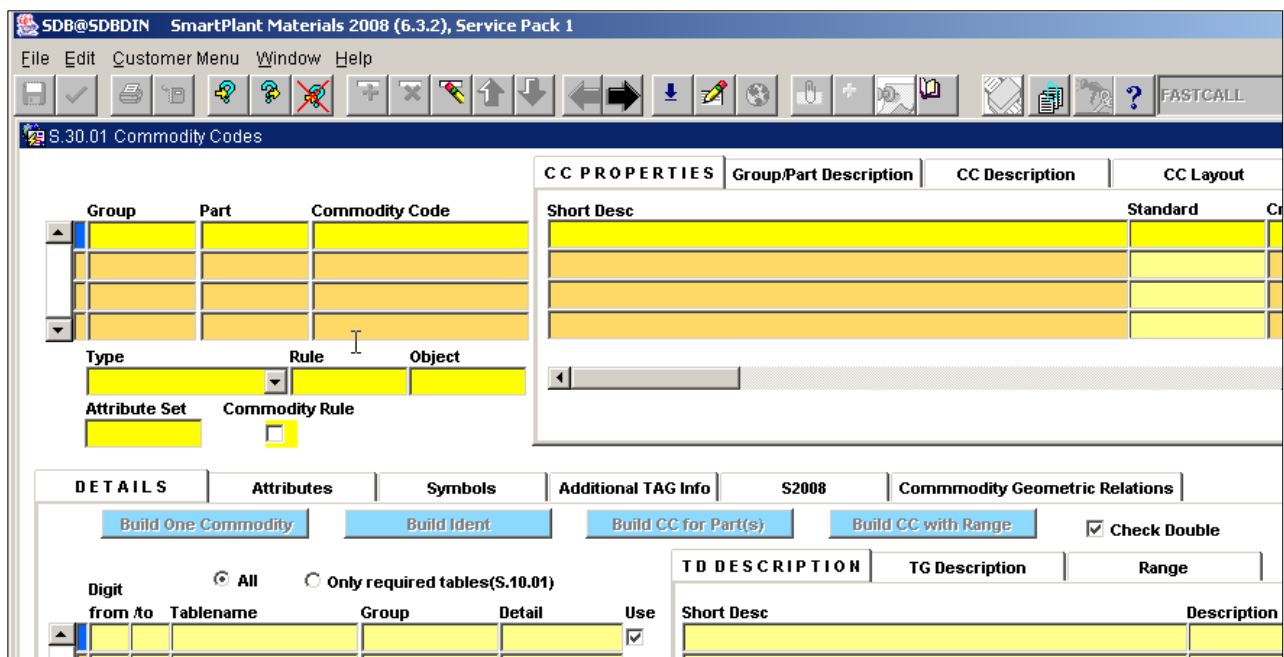 SDB@SDBDIN SmartPlant Materials 2008 (6.3.2), Service Pack 1
File Edit Customer Menu Window Help
? FASTCALL
S.30.01 Commodity Codes
CC PROPERTIES Group/Part Description CC Description CC Layout
Group Part Commodity Code Short Desc Standard
Type Rule Object
Attribute Set Commodity Rule
DETAILS Attributes Symbols Additional TAG Info S2008 Commmodity Geometric Relations
Build One Commodity Build Ident Build CC for Part(s) Build CC with Range Check Double
TD DESCRIPTION TG Description Range
Digit All Only required tables(S.10.01)
from /to Tablename Group Detail Use Short Desc Description